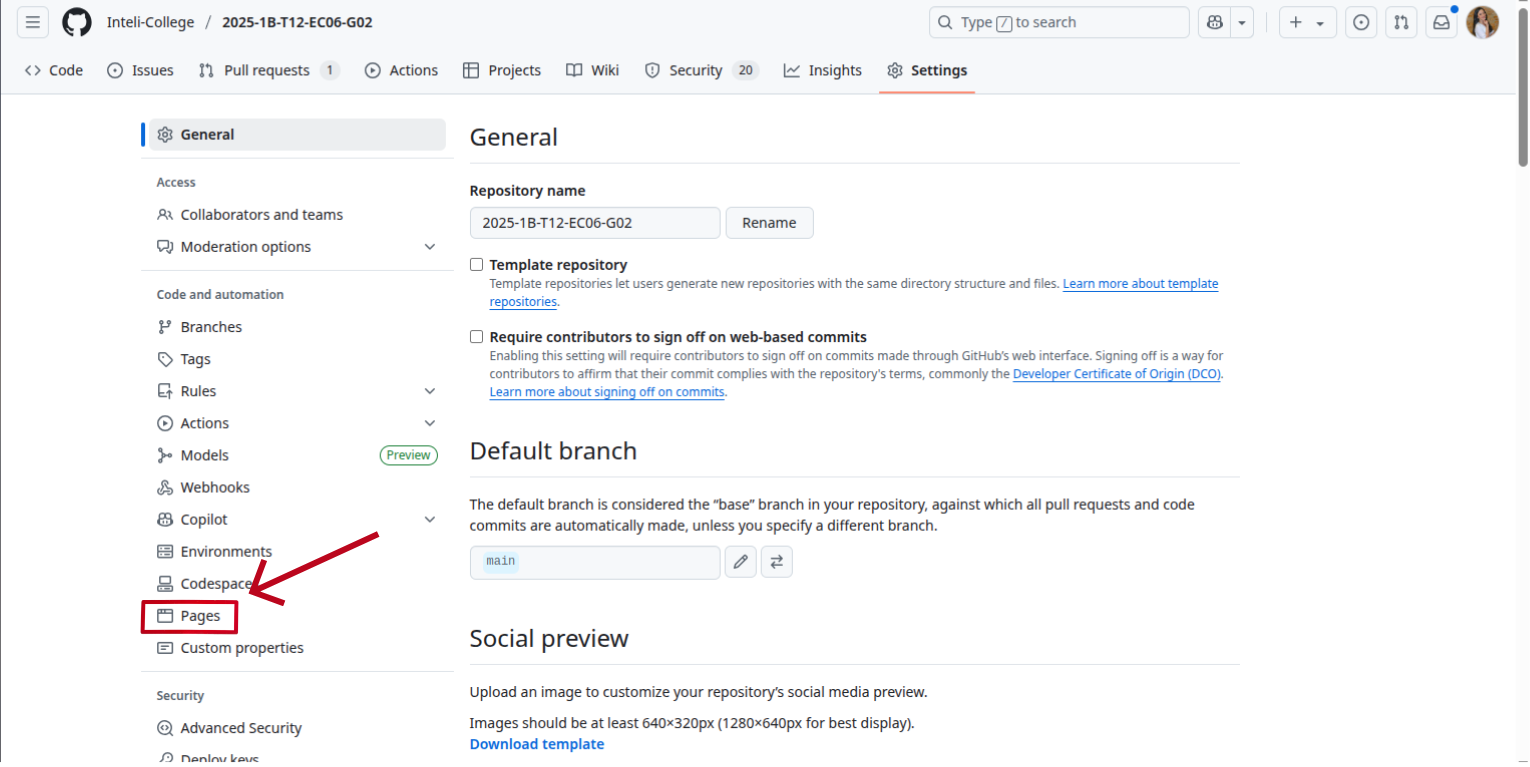 Inteli-College / 2025-1B-T12-EC06-G02
Type / to search
Code Issues Pull requests 1 Actions Projects Wiki Security 20 Insights Settings
General
Access
Collaborators and teams
Moderation options
Code and automation
Branches
Tags
Rules
Actions
Models Preview
Webhooks
Copilot
Environments
Codespace
Pages
Custom properties
Security
Advanced Security
Deploy keys
General
Repository name
2025-1B-T12-EC06-G02 Rename
Template repository
Template repositories let users generate new repositories with the same directory structure and files. Learn more about template
repositories.
Require contributors to sign off on web-based commits
Enabling this setting will require contributors to sign off on commits made through GitHub's web interface. Signing off is a way for
contributors to affirm that their commit complies with the repository's terms, commonly the Developer Certificate of Origin (DCO).
Learn more about signing off on commits.
Default branch
The default branch is considered the “base” branch in your repository, against which all pull requests and code
commits are automatically made, unless you specify a different branch.
main
Social preview
Upload an image to customize your repository's social media preview.
Images should be at least 640×320px (1280×640px for best display).
Download template